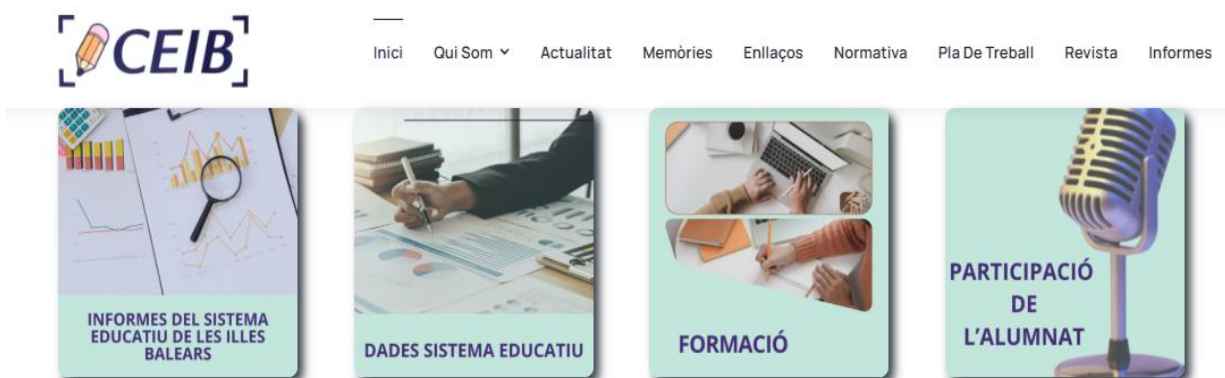 CEIB
Inici Qui Som Actualitat Memòries Enllaços Normativa Pla De Treball Revista Informes
INFORMES DEL SISTEMA
EDUCATIU DE LES ILLES
BALEARS
DADES SISTEMA EDUCATIU
FORMACIÓ
PARTICIPACIÓ
DE
L'ALUMNAT